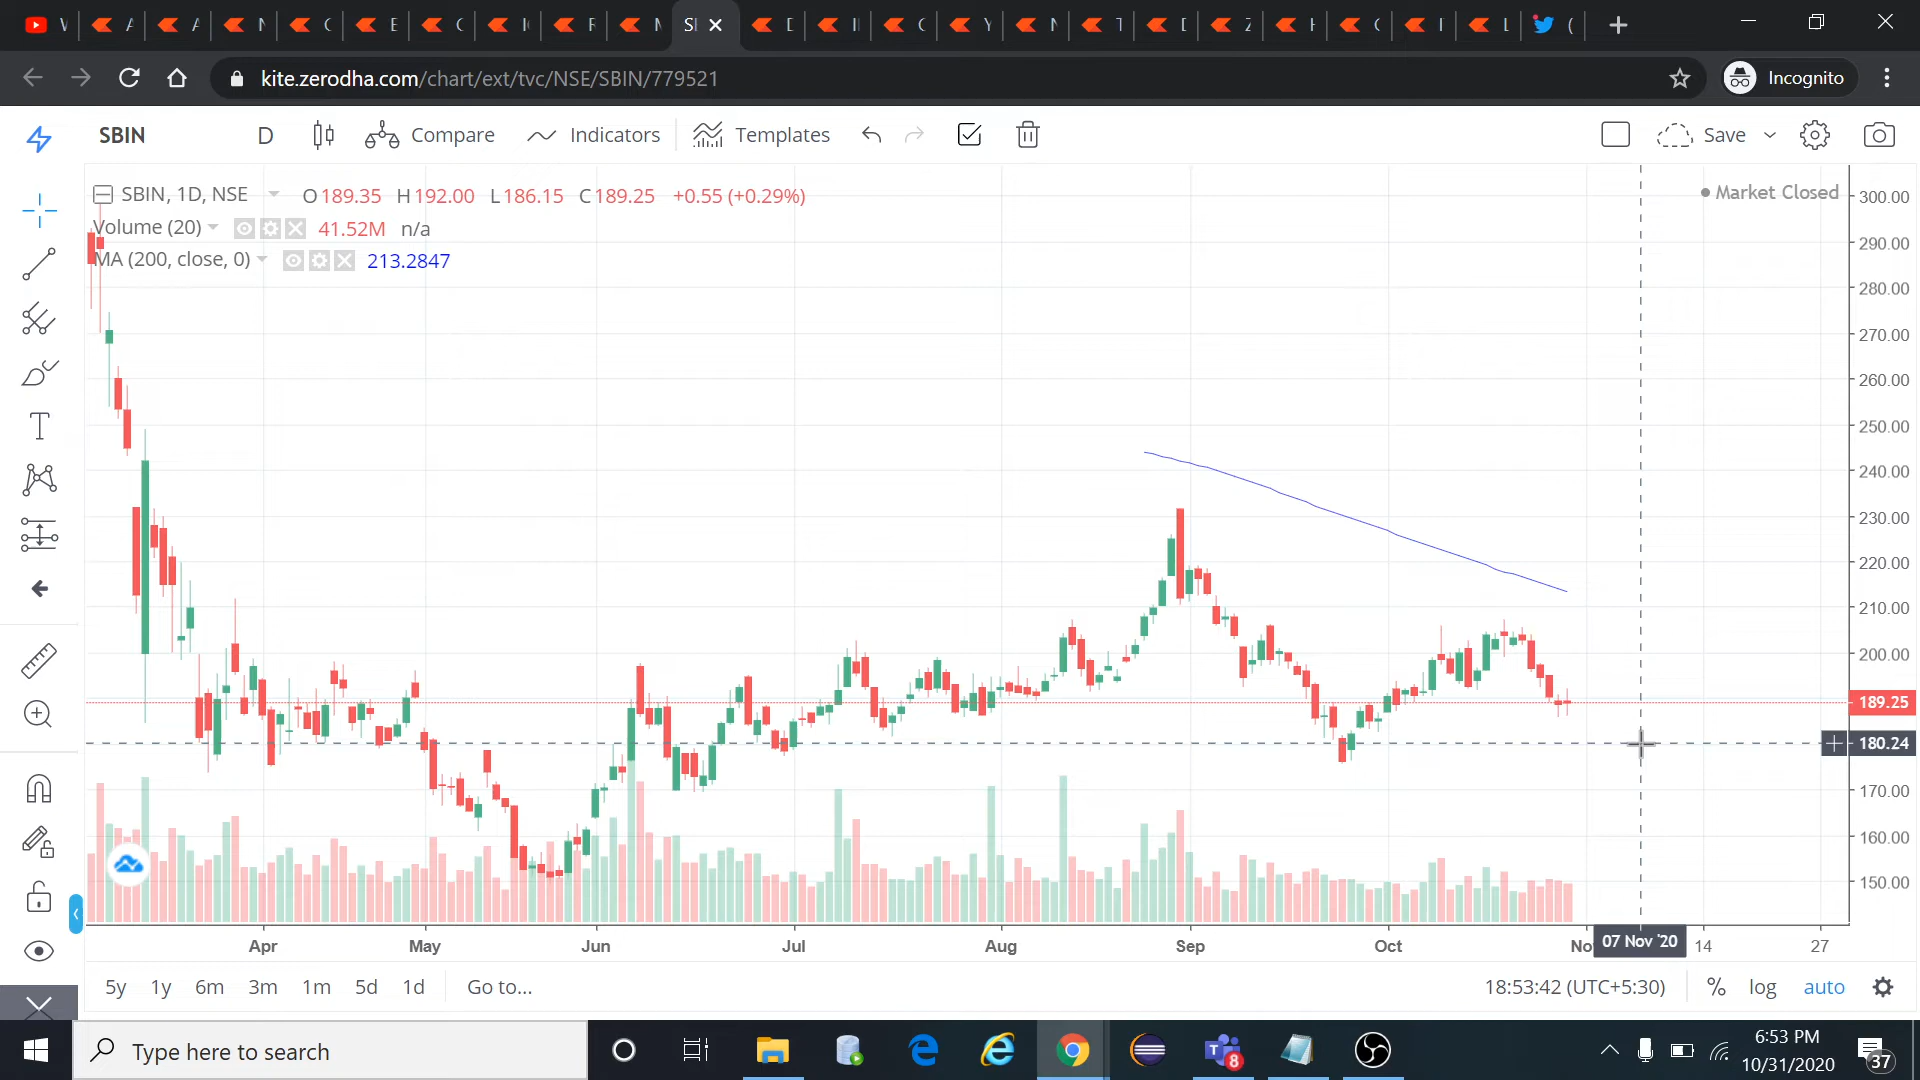 kite.zerodha.com/chart/ext/tvc/NSE/SBIN/779521
Incognito
SBIN
D
Compare
Indicators
Templates
Save
SBIN, 1D, NSE
O 189.35 H 192.00 L 186.15 C 189.25 +0.55 (+0.29%)
Market Closed
Volume (20)
41.52M n/a
MA (200, close, 0)
213.2847
300.00
290.00
280.00
270.00
260.00
250.00
240.00
230.00
220.00
210.00
200.00
189.25
180.24
170.00
160.00
150.00
Apr May Jun Jul Aug Sep Oct 07 Nov '20 14 27
5y 1y 6m 3m 1m 5d 1d Go to...
18:53:42 (UTC+5:30) % log auto
Type here to search
8
6:53 PM
10/31/2020
37